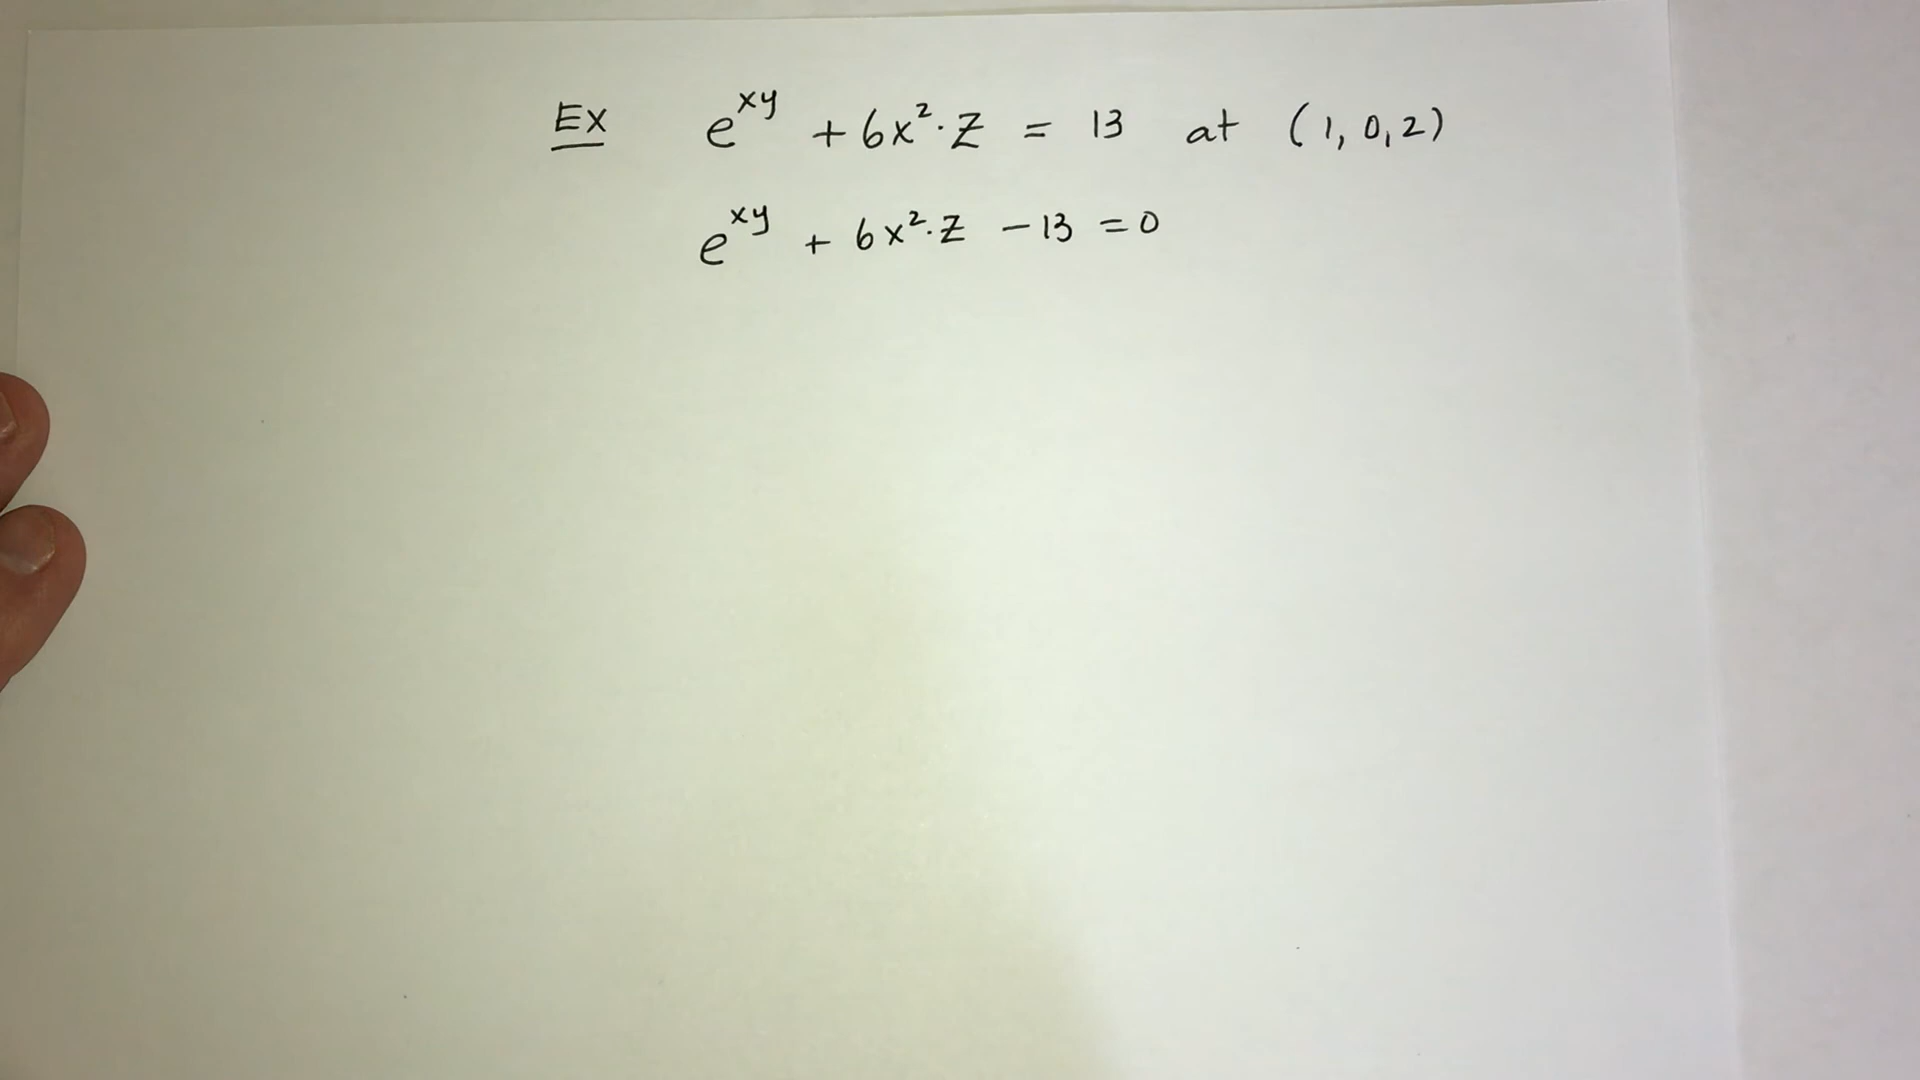 Ex e^{xy} + 6x²·z = 13 at (1, 0, 2)
e^{xy} + 6x²·z - 13 = 0